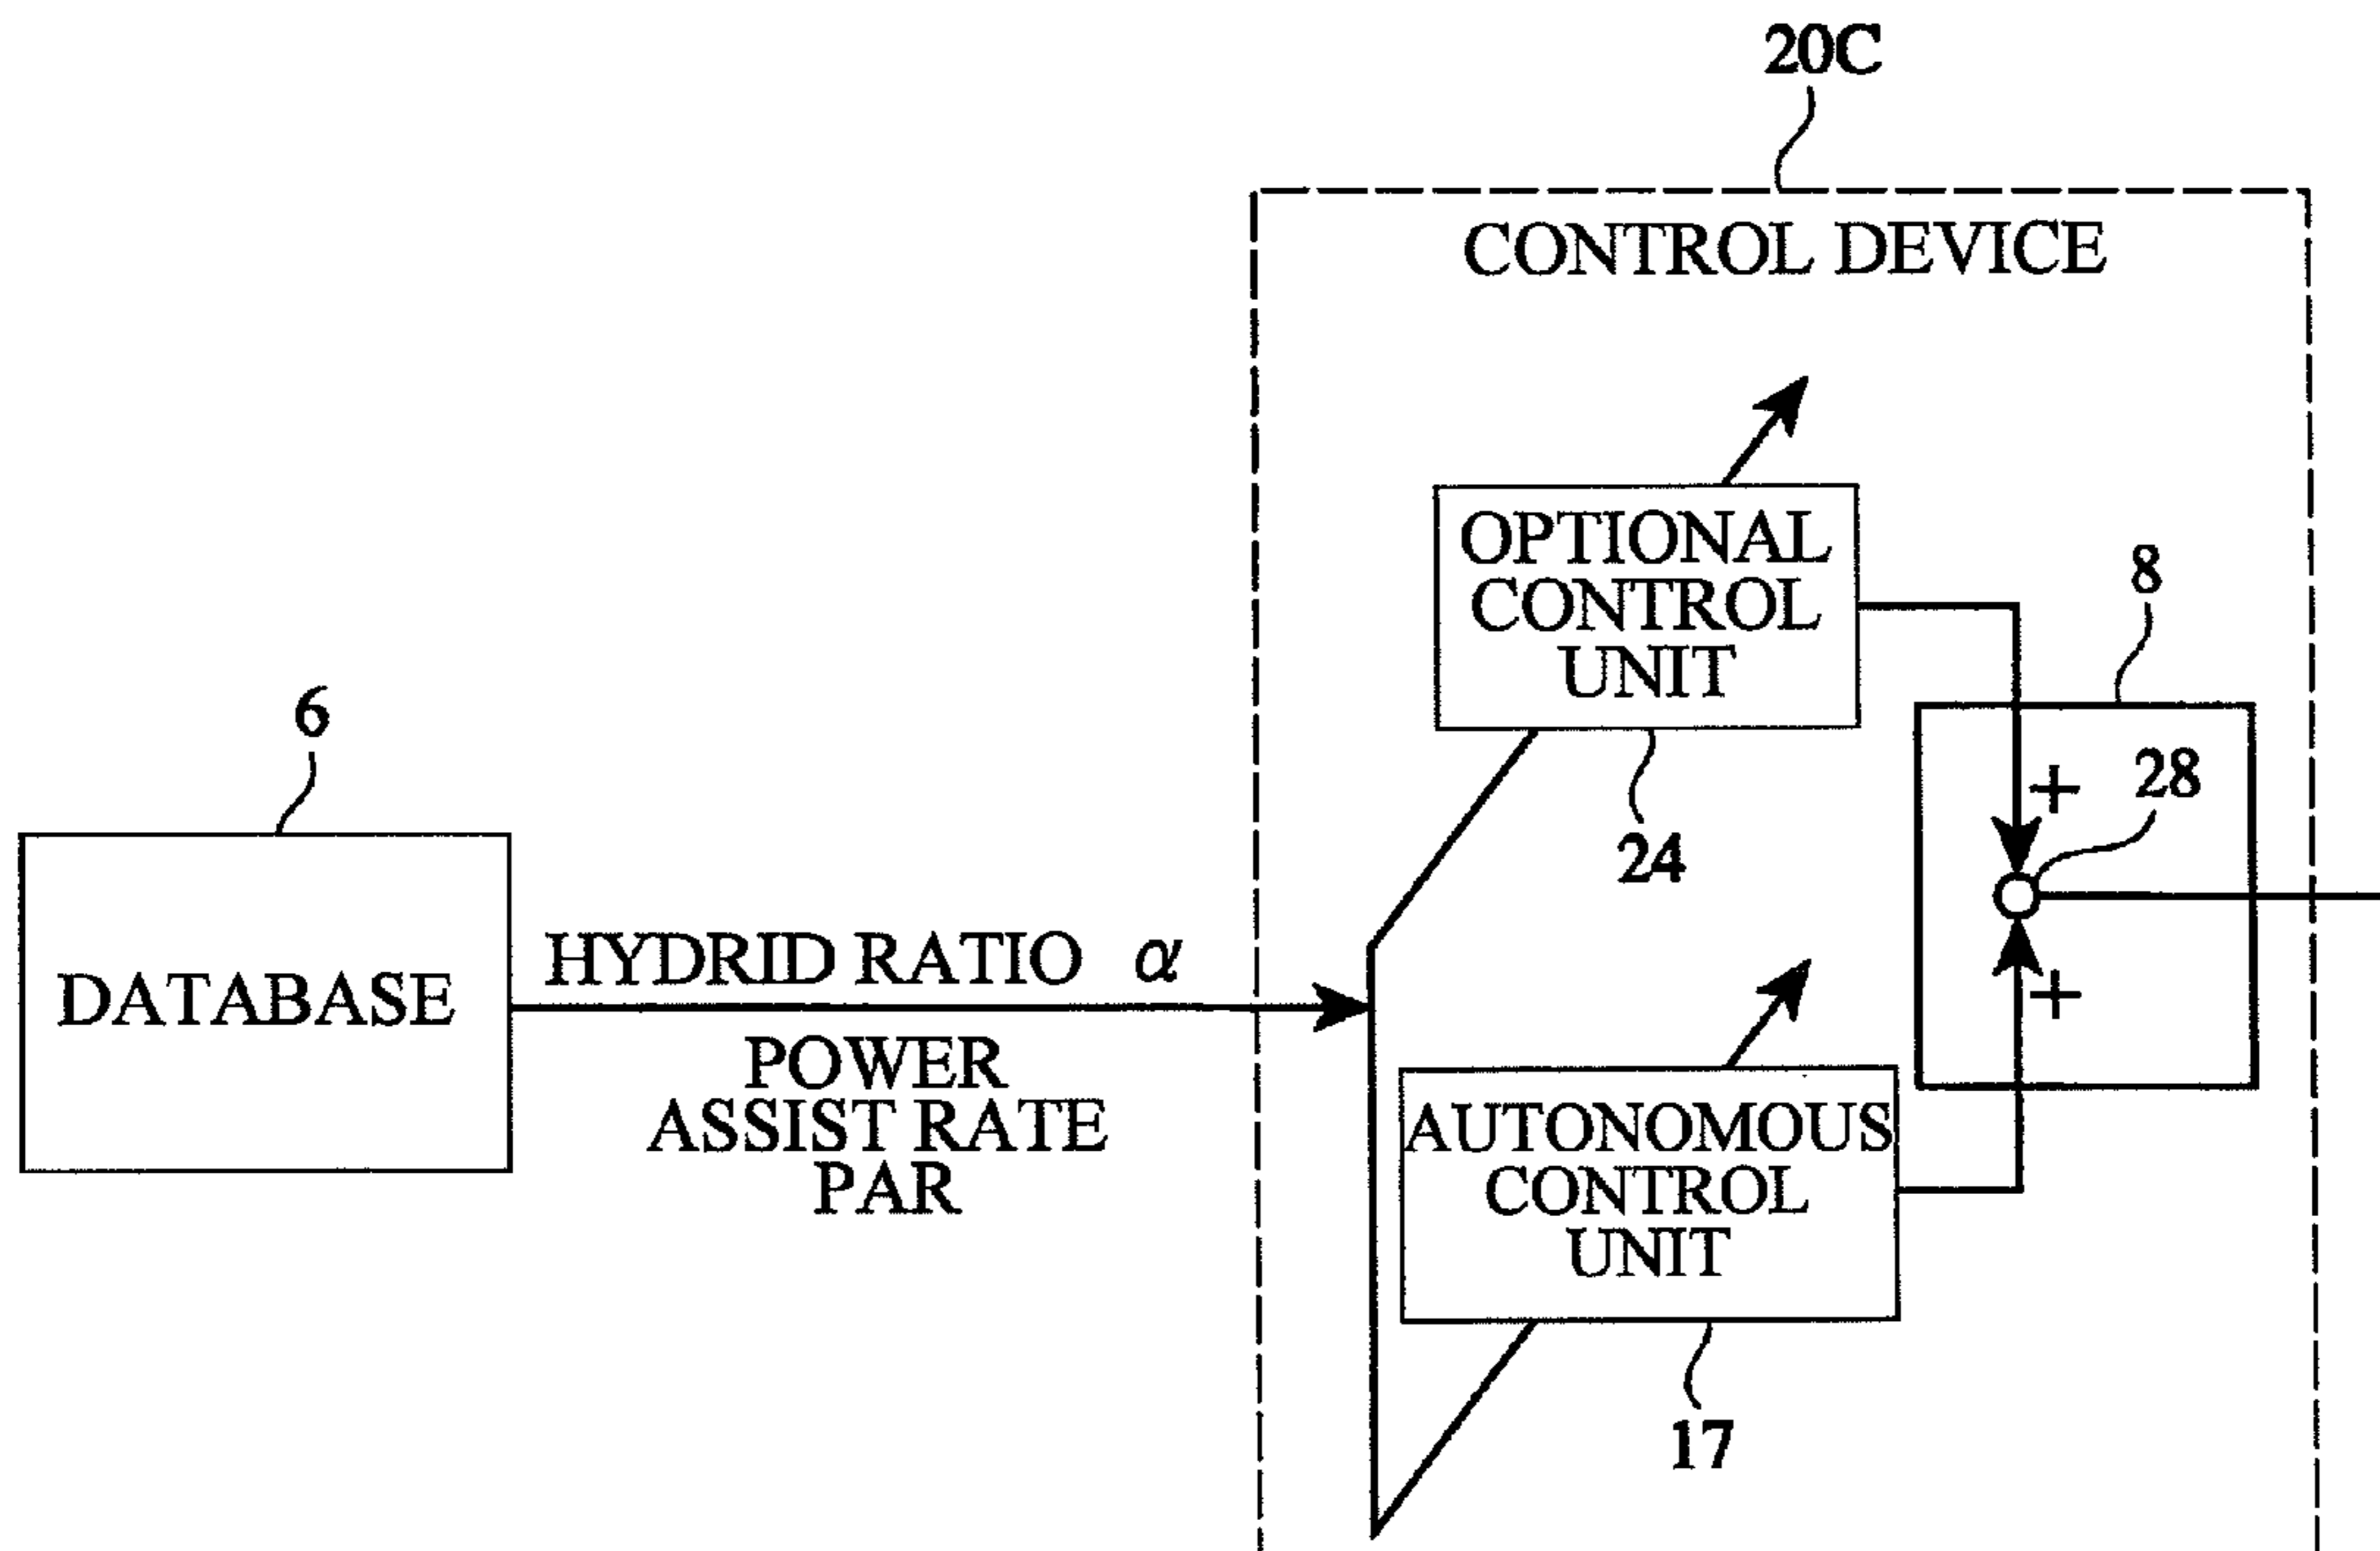 20C
CONTROL DEVICE
OPTIONAL
CONTROL
UNIT
8
6
+
28
24
HYDRID RATIO α
DATABASE
+
POWER
ASSIST RATE
PAR
AUTONOMOUS
CONTROL
UNIT
17